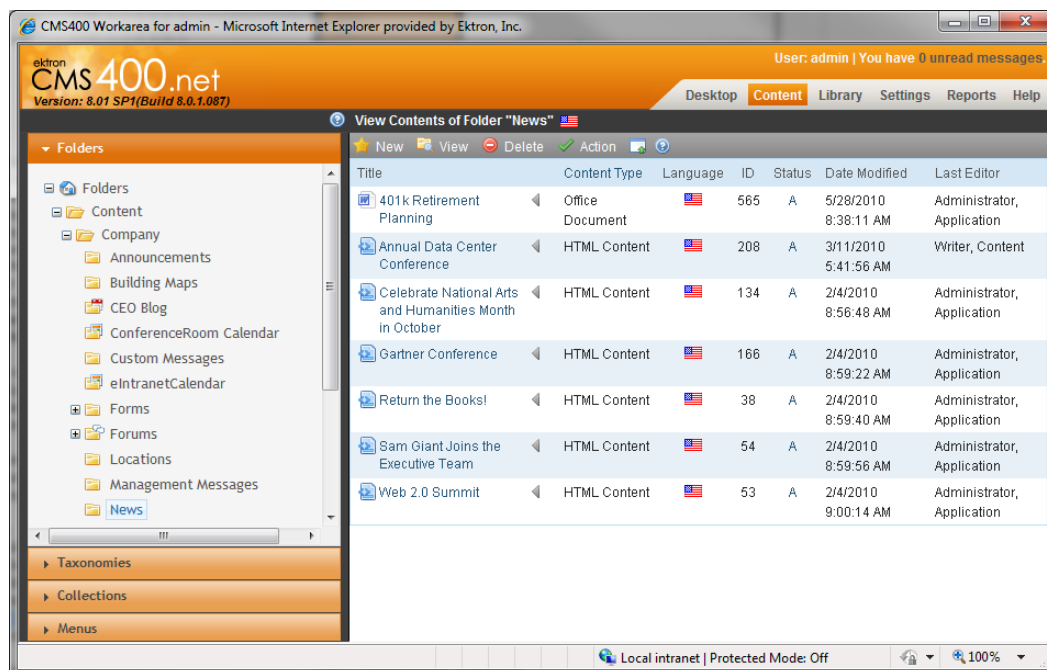 CMS400 Workarea for admin - Microsoft Internet Explorer provided by Ektron, Inc.
ektron
CMS400.net
Version: 8.01 SP1(Build 8.0.1.087)
User: admin | You have 0 unread messages.
Desktop Content Library Settings Reports Help
View Contents of Folder "News"
Folders
New View Delete Action
Folders
Content
Company
Announcements
Building Maps
CEO Blog
ConferenceRoom Calendar
Custom Messages
eIntranetCalendar
Forms
Forums
Locations
Management Messages
News
Taxonomies
Collections
Menus
Title Content Type Language ID Status Date Modified Last Editor
401k Retirement Office 565 A 5/28/2010 Administrator,
Planning Document 8:38:11 AM Application
Annual Data Center HTML Content 208 A 3/11/2010 Writer, Content
Conference 5:41:56 AM
Celebrate National Arts HTML Content 134 A 2/4/2010 Administrator,
and Humanities Month 8:56:48 AM Application
in October
Gartner Conference HTML Content 166 A 2/4/2010 Administrator,
8:59:22 AM Application
Return the Books! HTML Content 38 A 2/4/2010 Administrator,
8:59:40 AM Application
Sam Giant Joins the HTML Content 54 A 2/4/2010 Administrator,
Executive Team 8:59:56 AM Application
Web 2.0 Summit HTML Content 53 A 2/4/2010 Administrator,
9:00:14 AM Application
Local intranet | Protected Mode: Off 100%